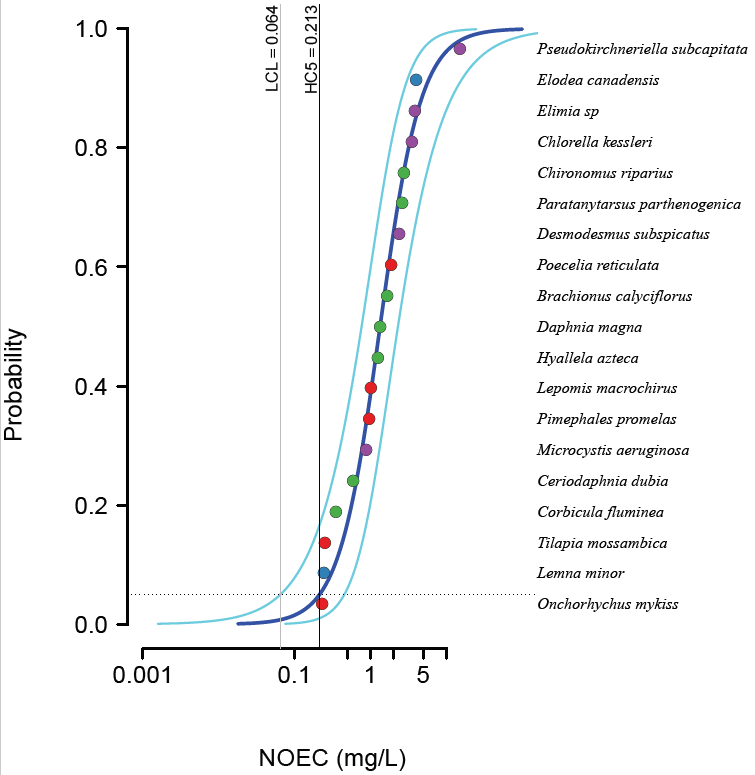 LCL = 0.064
HC5 = 0.213
1.0
0.8
0.6
0.4
0.2
0.0
Probability
Pseudokirchneriella subcapitata
Elodea canadensis
Elimia sp
Chlorella kessleri
Chironomus riparius
Paratanytarsus parthenogenica
Desmodesmus subspicatus
Poecelia reticulata
Brachionus calyciflorus
Daphnia magna
Hyallela azteca
Lepomis macrochirus
Pimephales promelas
Microcystis aeruginosa
Ceriodaphnia dubia
Corbicula fluminea
Tilapia mossambica
Lemna minor
Onchorhychus mykiss
0.001 0.1 1 5
NOEC (mg/L)